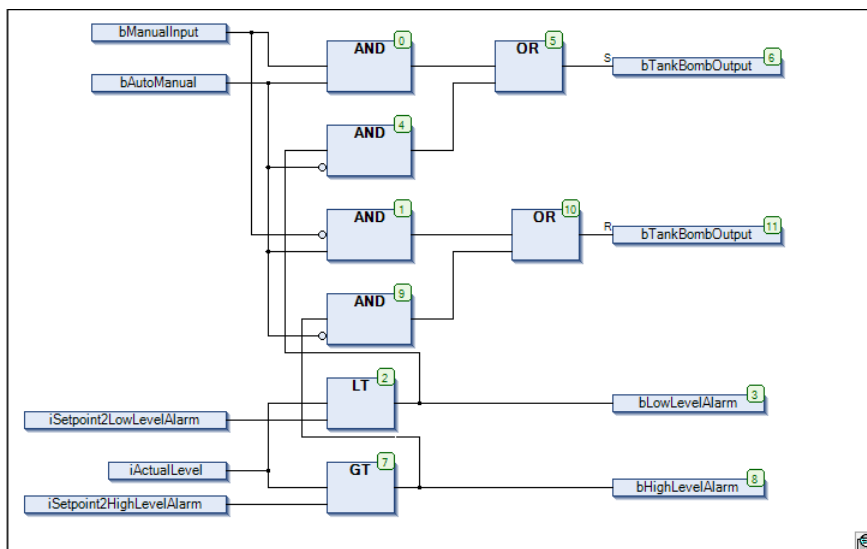 bManualInput
AND 0
OR 5
S
bTankBombOutput 6
bAutoManual
AND 4
AND 1
OR 10
R
bTankBombOutput 11
AND 9
LT 2
bLowLevelAlarm 3
iSetpoint2LowLevelAlarm
iActualLevel
GT 7
bHighLevelAlarm 8
iSetpoint2HighLevelAlarm